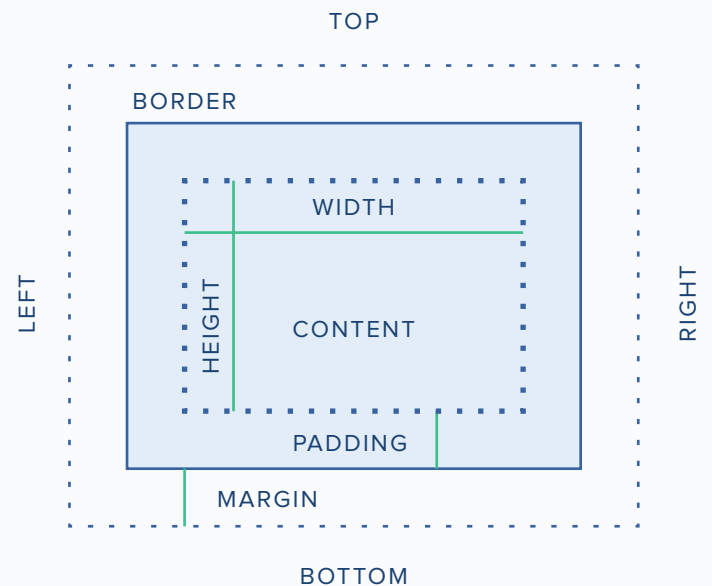 TOP
BORDER
WIDTH
LEFT
HEIGHT
CONTENT
RIGHT
PADDING
MARGIN
BOTTOM